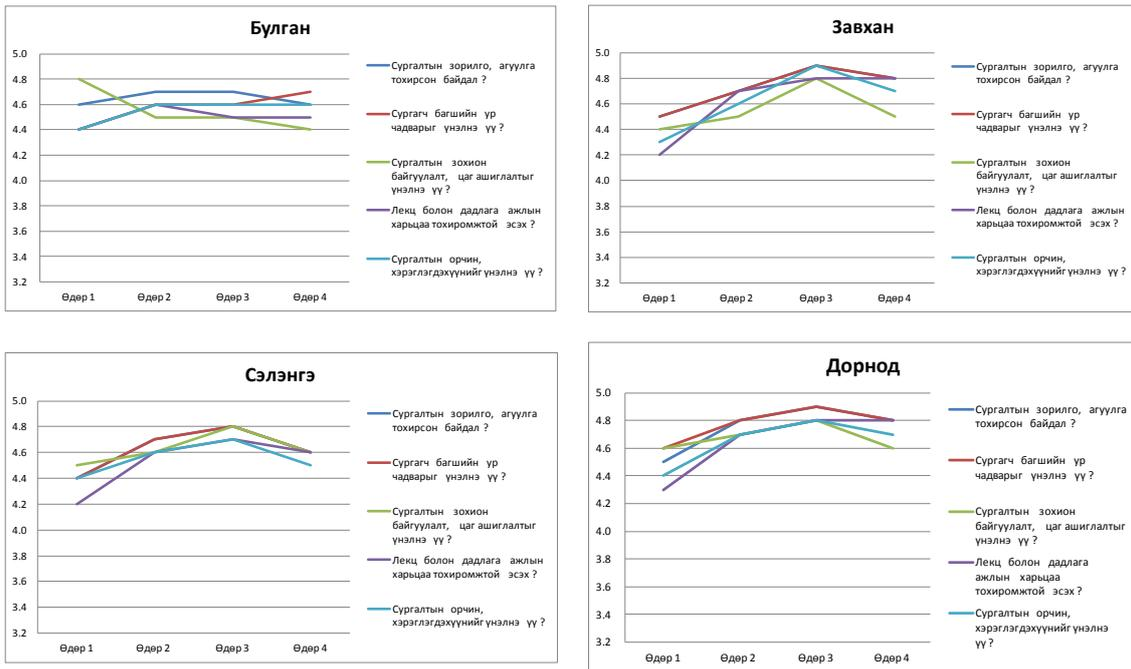 Булган
5.0
4.8
4.6
4.4
4.2
4.0
3.8
3.6
3.4
3.2
Өдөр 1 Өдөр 2 Өдөр 3 Өдөр 4
Сургалтын зорилго, агуулга
тохирсон байдал ?
Сургагч багшийн ур
чадварыг үнэлнэ үү ?
Сургалтын зохион
байгуулалт, цаг ашиглалтыг
үнэлнэ үү ?
Лекц болон дадлага ажлын
харьцаа тохиромжтой эсэх ?
Сургалтын орчин,
хэрэглэгдэхүүнийг үнэлнэ үү ?
Завхан
5.0
4.8
4.6
4.4
4.2
4.0
3.8
3.6
3.4
3.2
Өдөр 1 Өдөр 2 Өдөр 3 Өдөр 4
Сургалтын зорилго, агуулга
тохирсон байдал ?
Сургагч багшийн ур
чадварыг үнэлнэ үү ?
Сургалтын зохион
байгуулалт, цаг ашиглалтыг
үнэлнэ үү ?
Лекц болон дадлага ажлын
харьцаа тохиромжтой эсэх ?
Сургалтын орчин,
хэрэглэгдэхүүнийг үнэлнэ үү ?
Сэлэнгэ
5.0
4.8
4.6
4.4
4.2
4.0
3.8
3.6
3.4
3.2
Өдөр 1 Өдөр 2 Өдөр 3 Өдөр 4
Сургалтын зорилго, агуулга
тохирсон байдал ?
Сургагч багшийн ур
чадварыг үнэлнэ үү ?
Сургалтын зохион
байгуулалт, цаг ашиглалтыг
үнэлнэ үү ?
Лекц болон дадлага ажлын
харьцаа тохиромжтой эсэх ?
Сургалтын орчин,
хэрэглэгдэхүүнийг үнэлнэ үү ?
Дорнод
5.0
4.8
4.6
4.4
4.2
4.0
3.8
3.6
3.4
3.2
Өдөр 1 Өдөр 2 Өдөр 3 Өдөр 4
Сургалтын зорилго, агуулга
тохирсон байдал ?
Сургагч багшийн ур
чадварыг үнэлнэ үү ?
Сургалтын зохион
байгуулалт, цаг ашиглалтыг
үнэлнэ үү ?
Лекц болон дадлага
ажлын харьцаа
тохиромжтой эсэх ?
Сургалтын орчин,
хэрэглэгдэхүүнийг үнэлнэ
үү ?